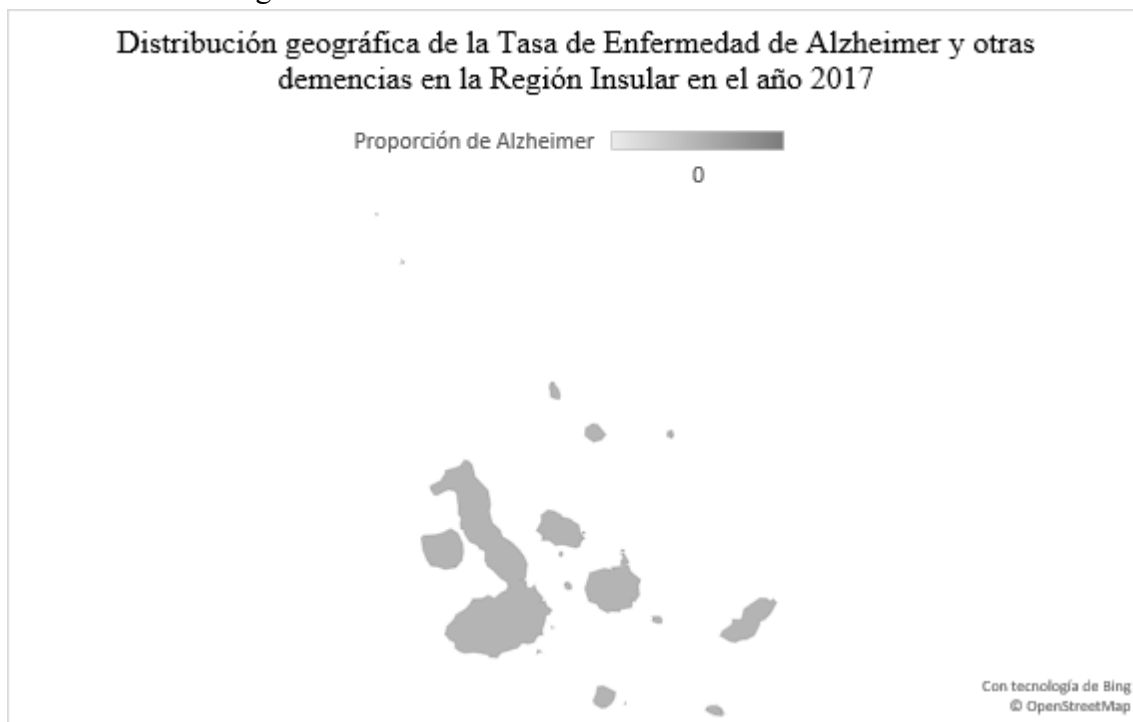 Distribución geográfica de la Tasa de Enfermedad de Alzheimer y otras
demencias en la Región Insular en el año 2017
Proporción de Alzheimer
0
Con tecnología de Bing
© OpenStreetMap